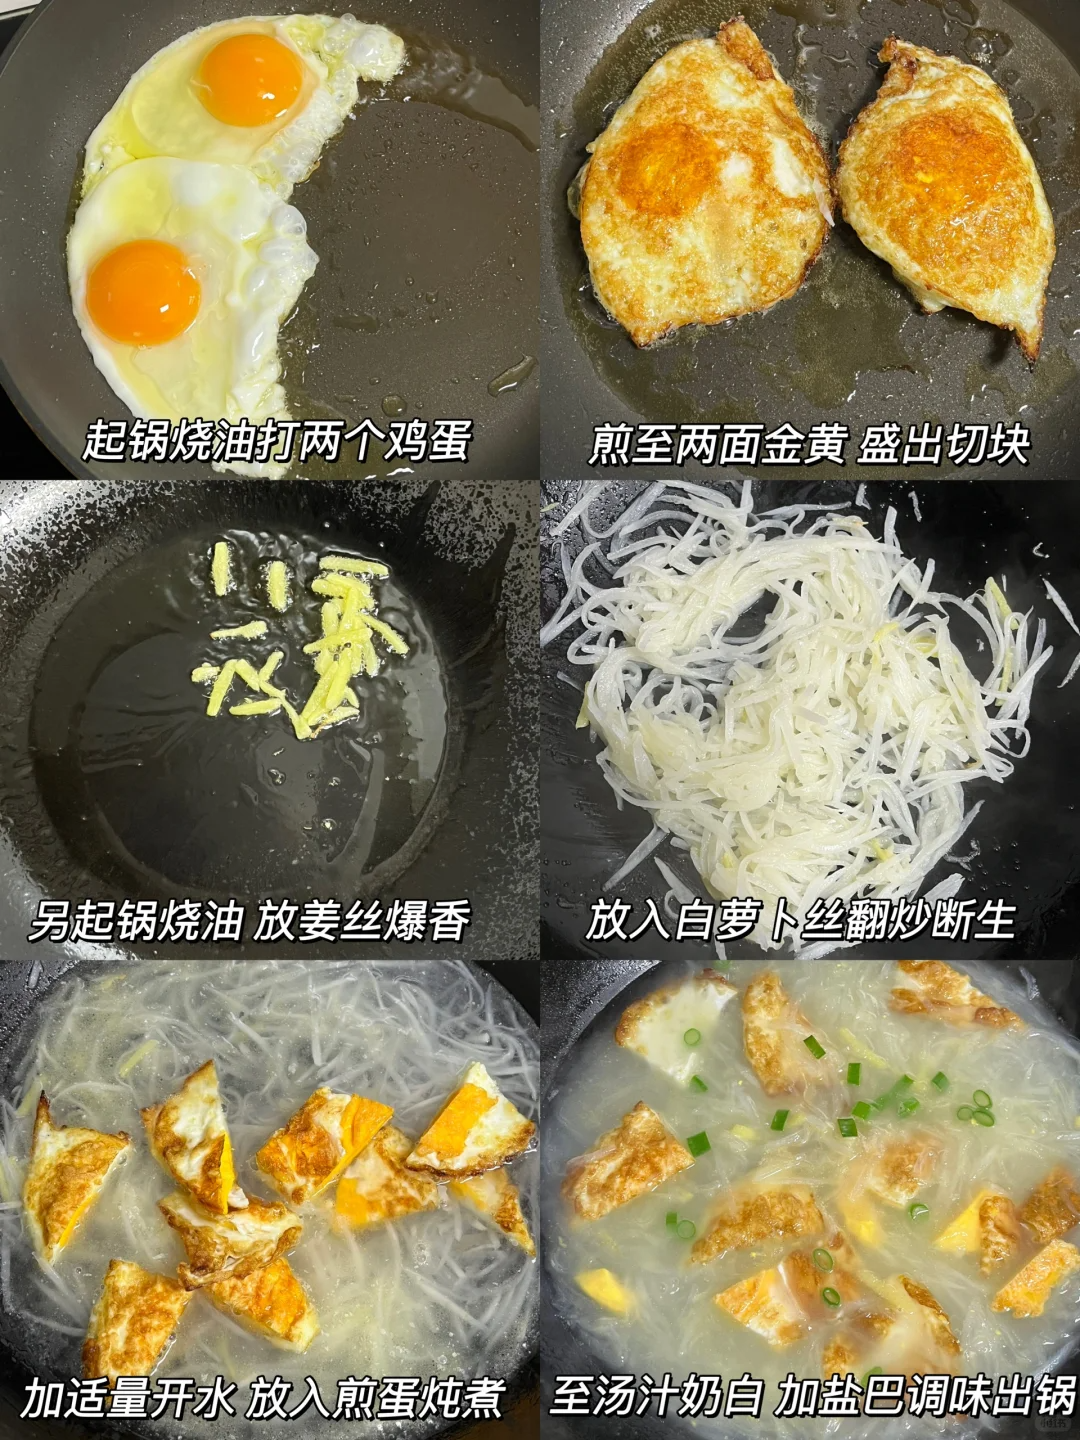 起锅烧油打两个鸡蛋
煎至两面金黄 盛出切块
另起锅烧油 放姜丝爆香
放入白萝卜丝翻炒断生
加适量开水 放入煎蛋炖煮
至汤汁奶白 加盐巴调味出锅